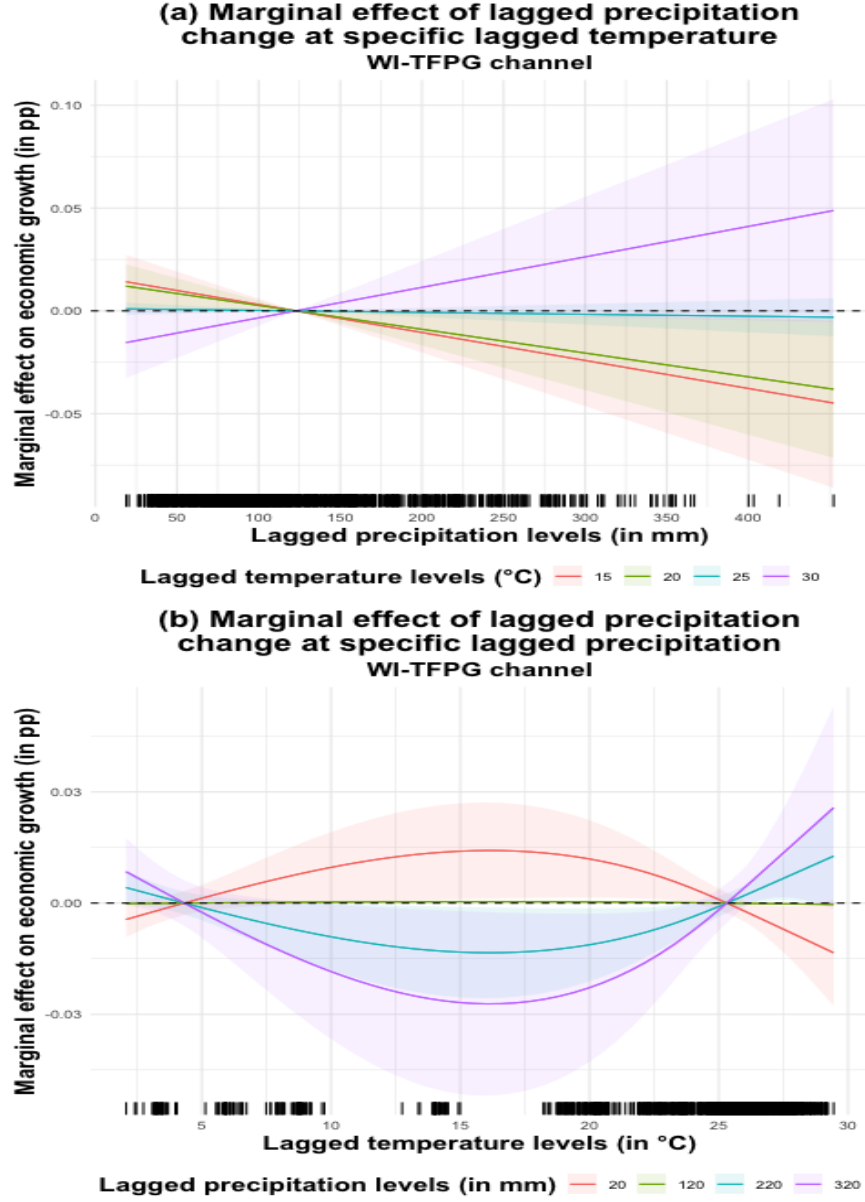 (a) Marginal effect of lagged precipitation
change at specific lagged temperature
WI-TFPG channel
Marginal effect on economic growth (in pp)
0.10
0.05
0.00
-0.05
0 50 100 150 200 250 300 350 400
Lagged precipitation levels (in mm)
Lagged temperature levels (°C) 15 20 25 30
(b) Marginal effect of lagged precipitation
change at specific lagged precipitation
WI-TFPG channel
Marginal effect on economic growth (in pp)
0.03
0.00
-0.03
5 10 15 20 25 30
Lagged temperature levels (in °C)
Lagged precipitation levels (in mm) 20 120 220 320